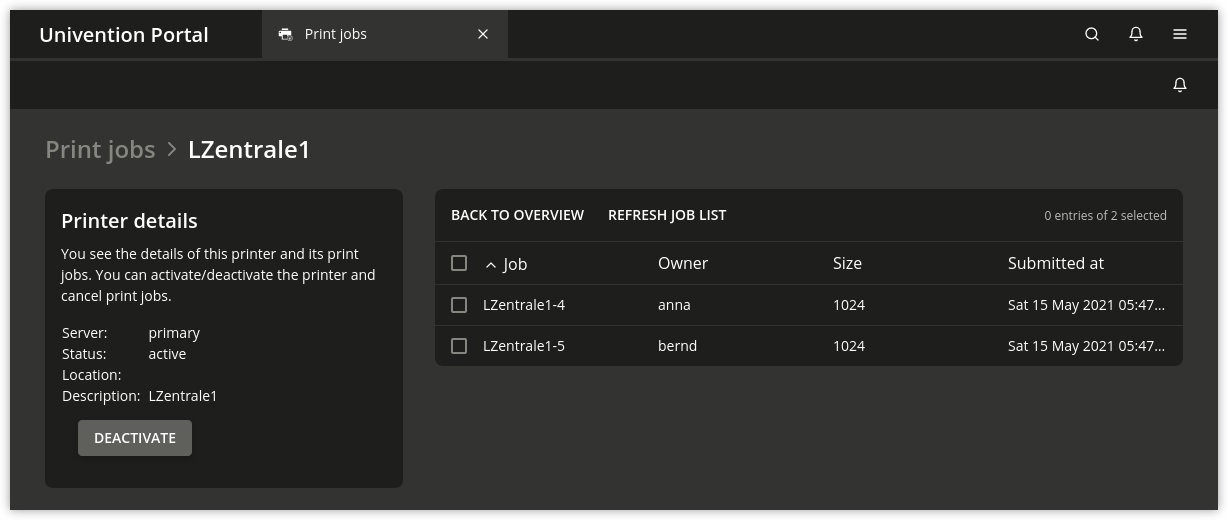 Univention Portal
Print jobs
Print jobs > LZentrale1
Printer details
You see the details of this printer and its print
jobs. You can activate/deactivate the printer and
cancel print jobs.
Server: primary
Status: active
Location:
Description: LZentrale1
DEACTIVATE
BACK TO OVERVIEW REFRESH JOB LIST 0 entries of 2 selected
Job Owner Size Submitted at
LZentrale1-4 anna 1024 Sat 15 May 2021 05:47...
LZentrale1-5 bernd 1024 Sat 15 May 2021 05:47...